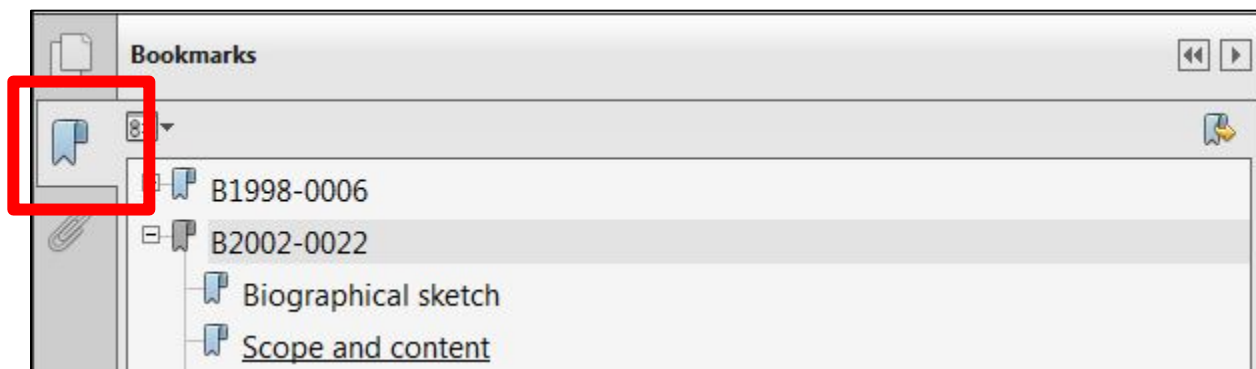 Bookmarks
B1998-0006
B2002-0022
Biographical sketch
Scope and content